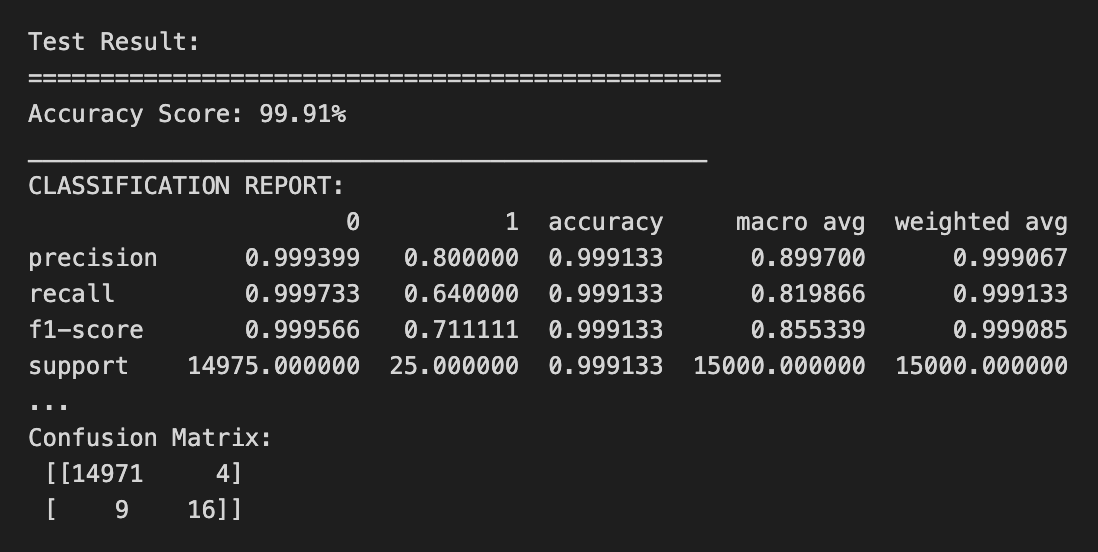 Test Result:
================================================
Accuracy Score: 99.91%
_______________________________________________
CLASSIFICATION REPORT:
                      0          1  accuracy     macro avg  weighted avg
precision      0.999399   0.800000  0.999133      0.899700      0.999067
recall         0.999733   0.640000  0.999133      0.819866      0.999133
f1-score       0.999566   0.711111  0.999133      0.855339      0.999085
support    14975.000000  25.000000  0.999133  15000.000000  15000.000000
...
Confusion Matrix:
 [[14971     4]
 [    9    16]]